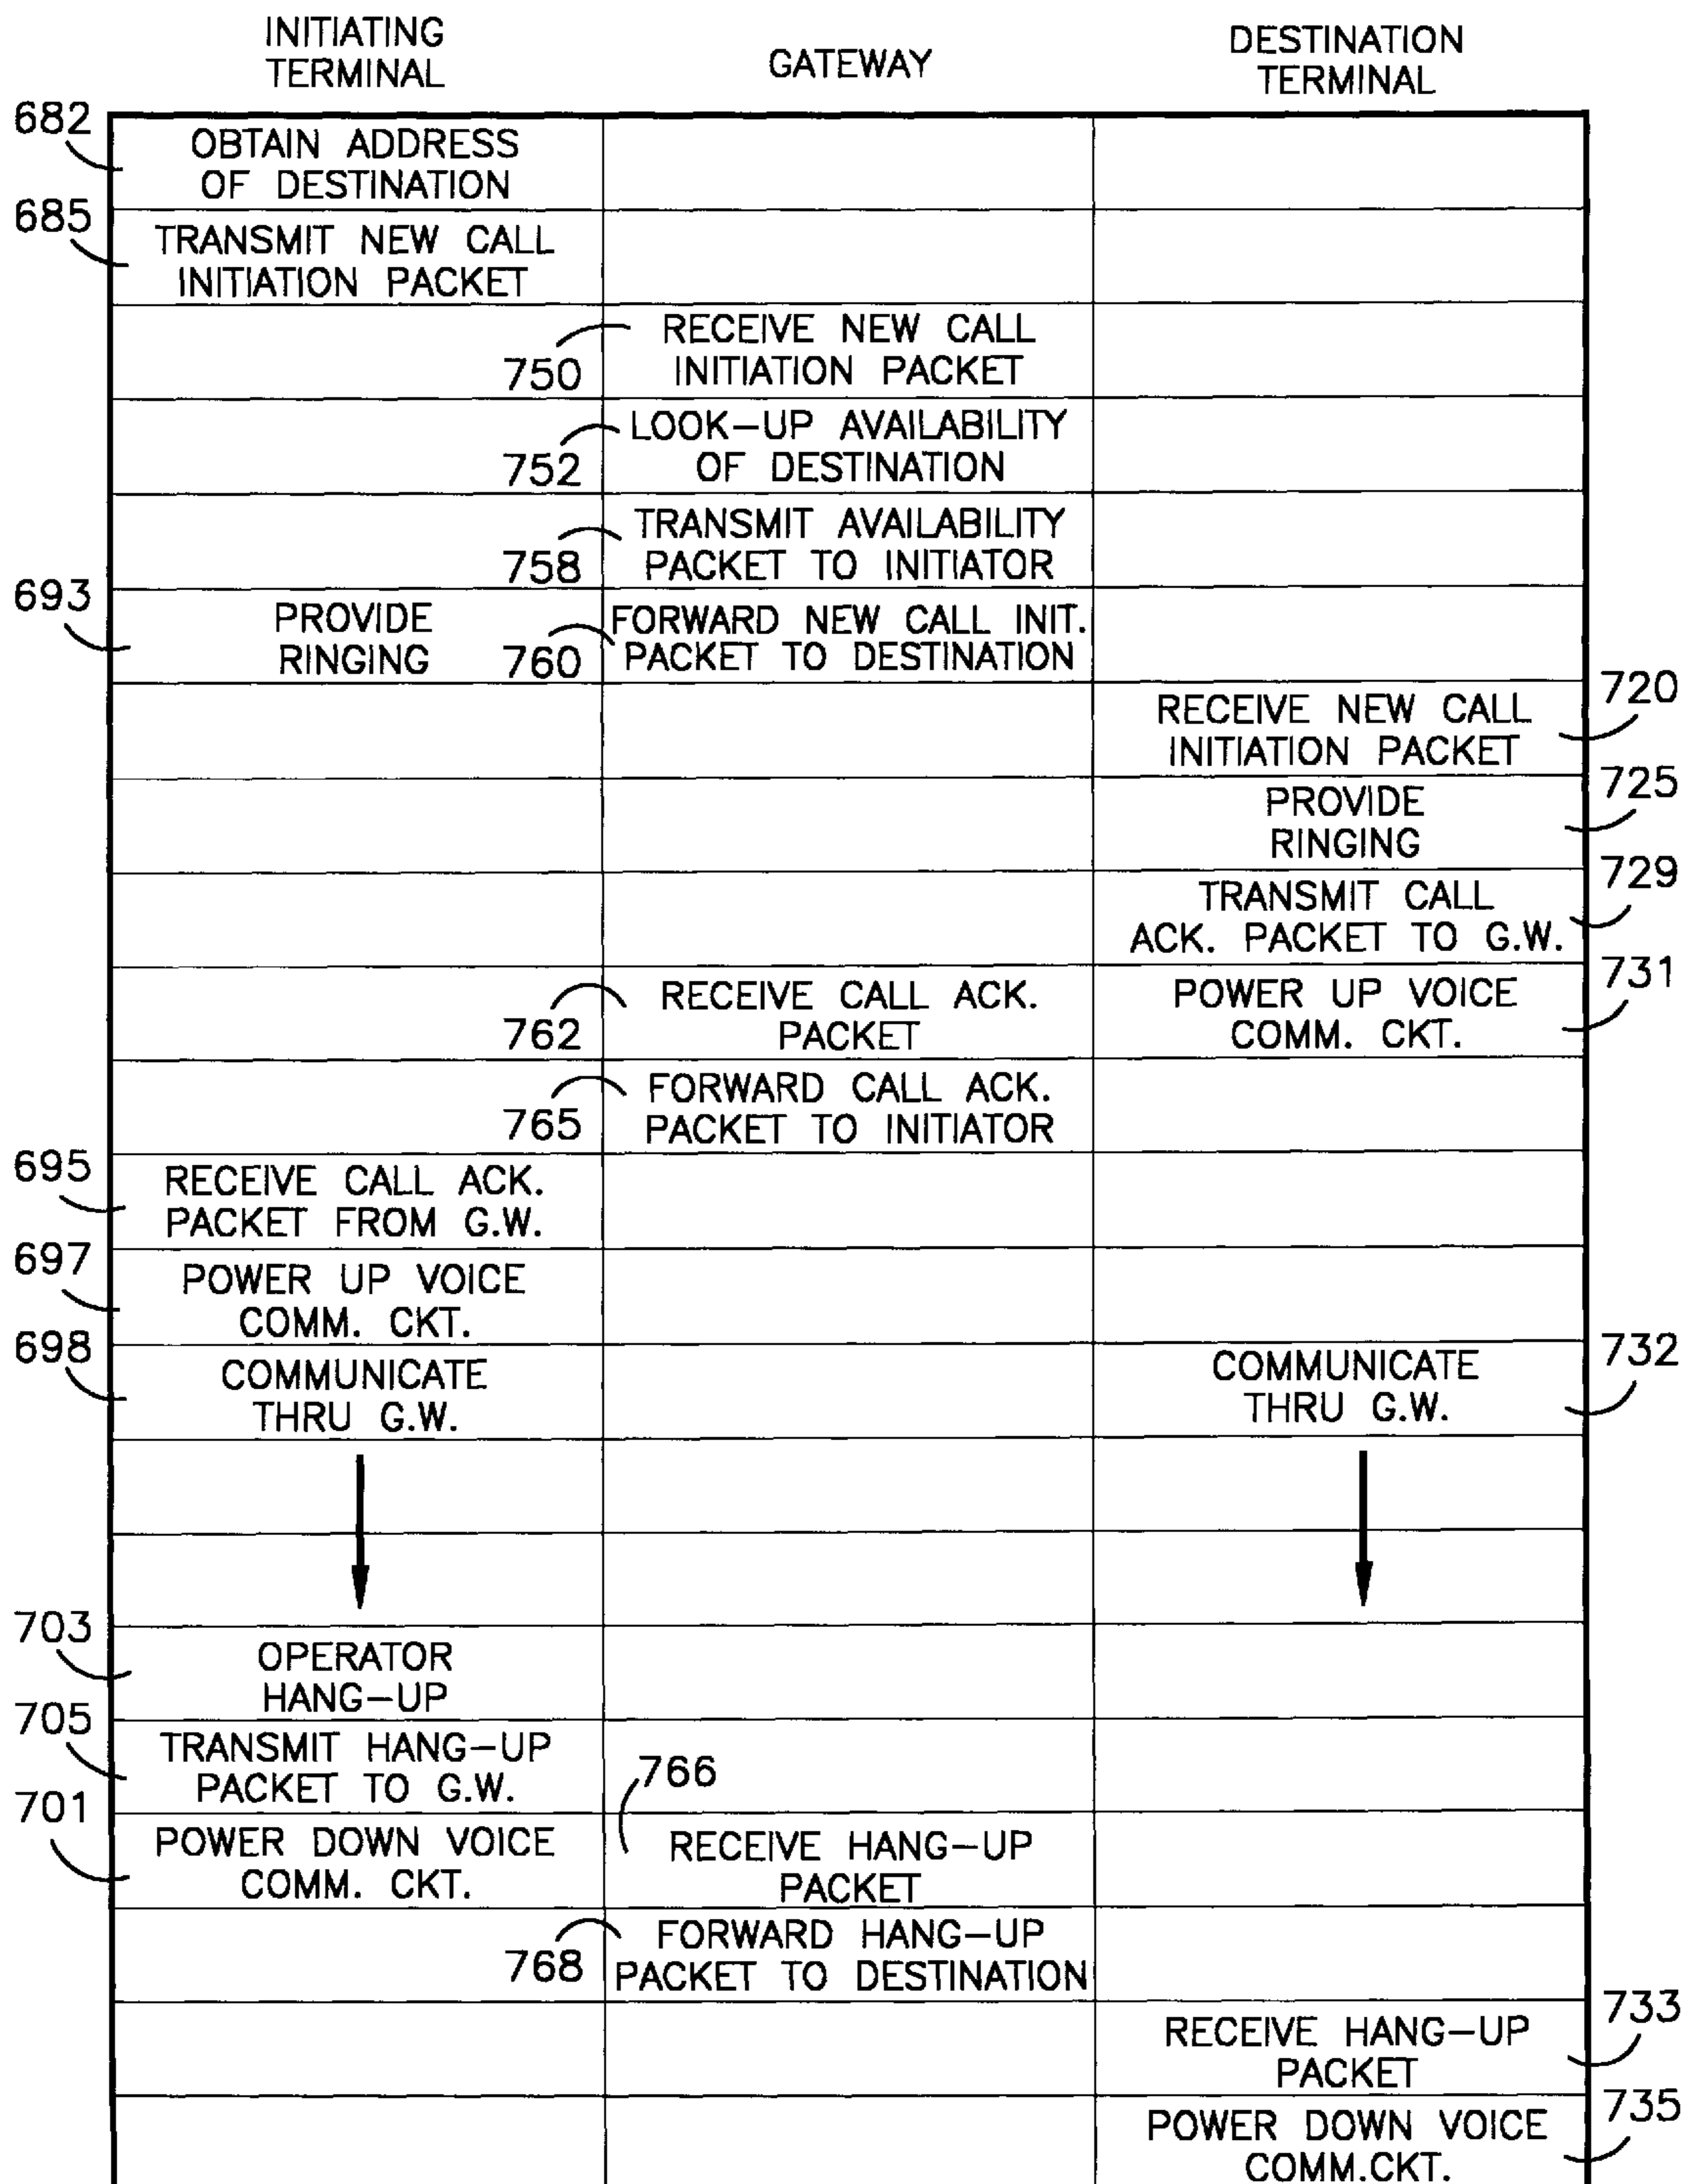 INITIATING
TERMINAL
GATEWAY
DESTINATION
TERMINAL
682
OBTAIN ADDRESS
OF DESTINATION
685
TRANSMIT NEW CALL
INITIATION PACKET
750
RECEIVE NEW CALL
INITIATION PACKET
752
LOOK-UP AVAILABILITY
OF DESTINATION
758
TRANSMIT AVAILABILITY
PACKET TO INITIATOR
693
PROVIDE
RINGING
760
FORWARD NEW CALL INIT.
PACKET TO DESTINATION
720
RECEIVE NEW CALL
INITIATION PACKET
725
PROVIDE
RINGING
729
TRANSMIT CALL
ACK. PACKET TO G.W.
762
RECEIVE CALL ACK.
PACKET
731
POWER UP VOICE
COMM. CKT.
765
FORWARD CALL ACK.
PACKET TO INITIATOR
695
RECEIVE CALL ACK.
PACKET FROM G.W.
697
POWER UP VOICE
COMM. CKT.
698
COMMUNICATE
THRU G.W.
732
COMMUNICATE
THRU G.W.
703
OPERATOR
HANG-UP
705
TRANSMIT HANG-UP
PACKET TO G.W.
701
POWER DOWN VOICE
COMM. CKT.
766
RECEIVE HANG-UP
PACKET
768
FORWARD HANG-UP
PACKET TO DESTINATION
733
RECEIVE HANG-UP
PACKET
735
POWER DOWN VOICE
COMM.CKT.